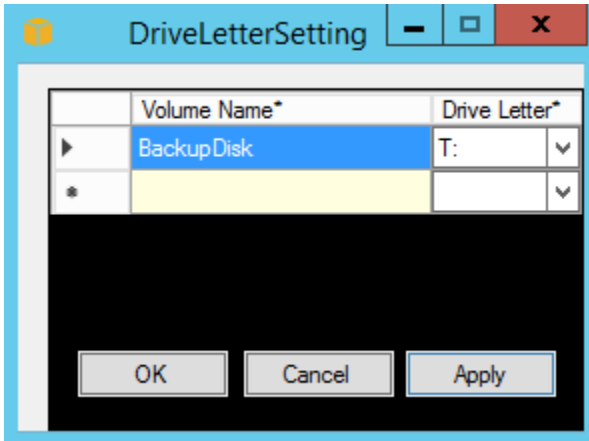 DriveLetterSetting
Volume Name* Drive Letter*
BackupDisk T:
OK Cancel Apply